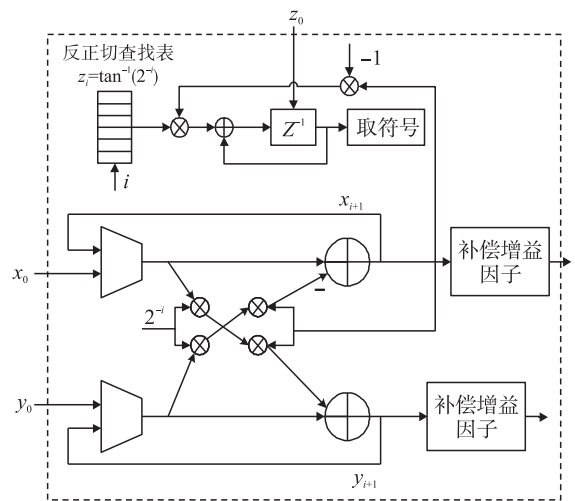 z₀
反正切查找表
zᵢ=tan⁻¹(2⁻ⁱ)
−1
Z⁻¹
取符号
i
xᵢ₊₁
补偿增益
因子
x₀
−
2⁻ⁱ
y₀
补偿增益
因子
yᵢ₊₁